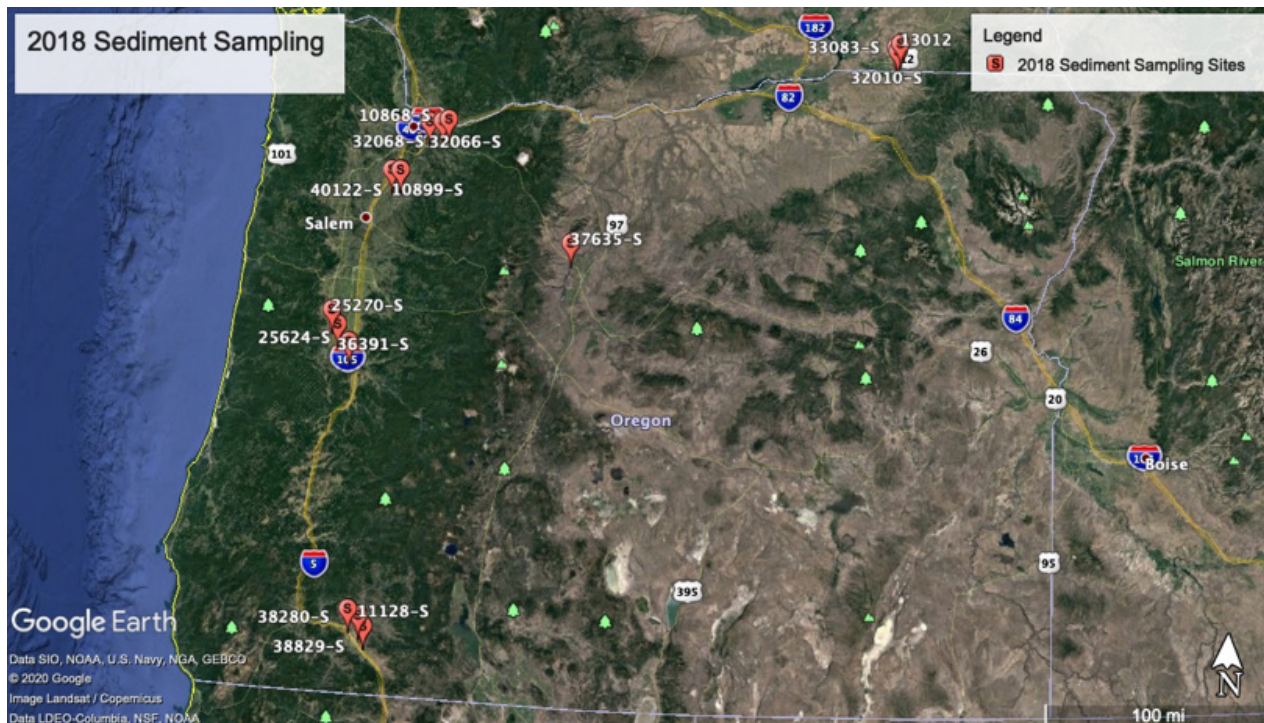 2018 Sediment Sampling
Legend
2018 Sediment Sampling Sites
182
13012
33083-S
12
32010-S
82
10868-S
32068-S
32066-S
101
40122-S
10899-S
Salem
97
37635-S
Salmon River
25270-S
25624-S
36391-S
105
84
26
20
Oregon
Boise
5
95
395
38280-S
11128-S
38829-S
Google Earth
Data SIO, NOAA, U.S. Navy, NGA, GEBCO
© 2020 Google
Image Landsat / Copernicus
Data LDEO-Columbia, NSF, NOAA
N
100 mi